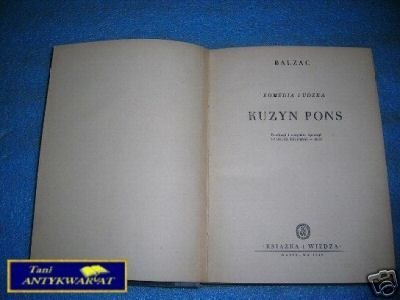 BALZAC
KOMEDIA LUDZKA
KUZYN PONS
KSIĄŻKA i WIEDZA
Tani
ANTYKWARIAT